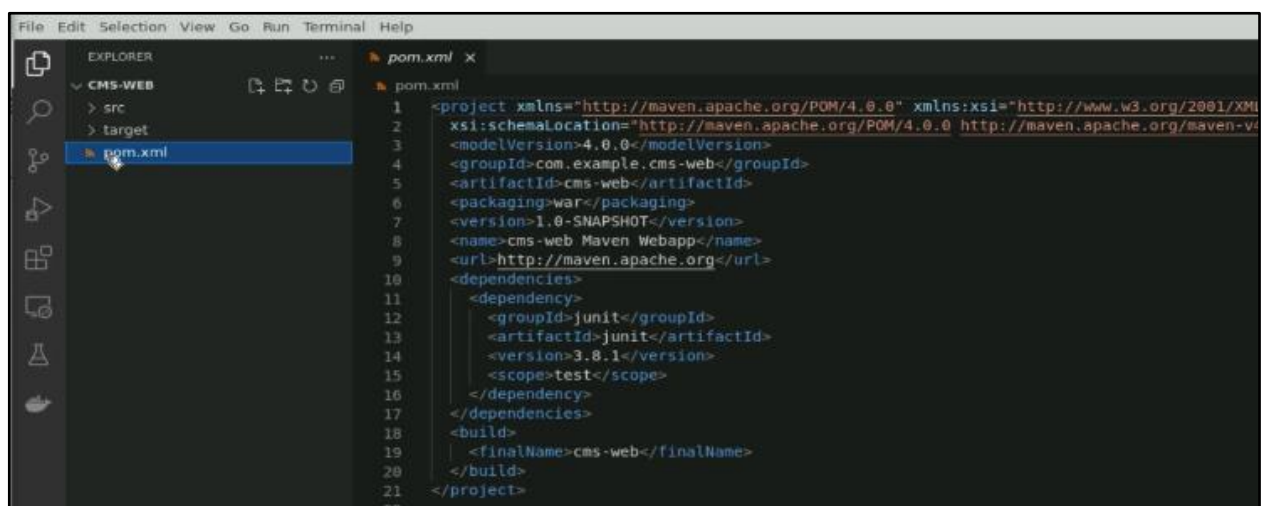 File Edit Selection View Go Run Terminal Help
EXPLORER
CMS-WEB
src
target
pom.xml
pom.xml
pom.xml
1 <project xmlns="http://maven.apache.org/POM/4.0.0" xmlns:xsi="http://www.w3.org/2001/XML
2 xsi:schemaLocation="http://maven.apache.org/POM/4.0.0 http://maven.apache.org/maven-v4
3 <modelVersion>4.0.0</modelVersion>
4 <groupId>com.example.cms-web</groupId>
5 <artifactId>cms-web</artifactId>
6 <packaging>war</packaging>
7 <version>1.0-SNAPSHOT</version>
8 <name>cms-web Maven Webapp</name>
9 <url>http://maven.apache.org</url>
10 <dependencies>
11 <dependency>
12 <groupId>junit</groupId>
13 <artifactId>junit</artifactId>
14 <version>3.8.1</version>
15 <scope>test</scope>
16 </dependency>
17 </dependencies>
18 <build>
19 <finalName>cms-web</finalName>
20 </build>
21 </project>